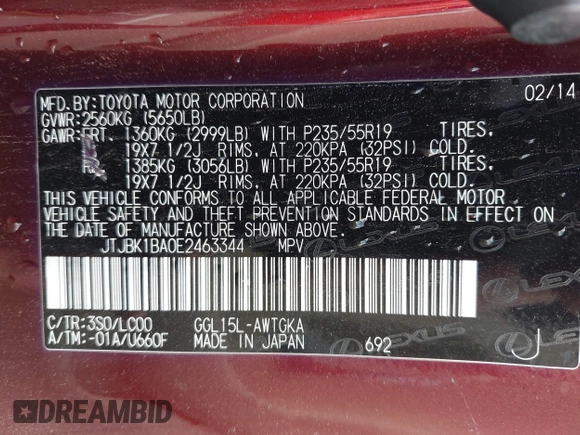 MFD.BY:TOYOTA MOTOR CORPORATION 02/14
GVWR:2560KG (5650LB)
GAWR:FRT. 1360KG (2999LB) WITH P235/55R19 TIRES.
19X7 1/2J RIMS, AT 220KPA (32PSI) COLD.
1385KG (3056LB) WITH P235/55R19 TIRES.
19X7 1/2J RIMS, AT 220KPA (32PSI) COLD.
THIS VEHICLE CONFORMS TO ALL APPLICABLE FEDERAL MOTOR
VEHICLE SAFETY AND THEFT PREVENTION STANDARDS IN EFFECT ON
THE DATE OF MANUFACTURE SHOWN ABOVE.
JTJBK1BA0E2463344 MPV
C/TR:3S0/LC00 GGL15L-AWTGKA
A/TM:-01A/U660F MADE IN JAPAN 692 J
LEXUS
DREAMBID